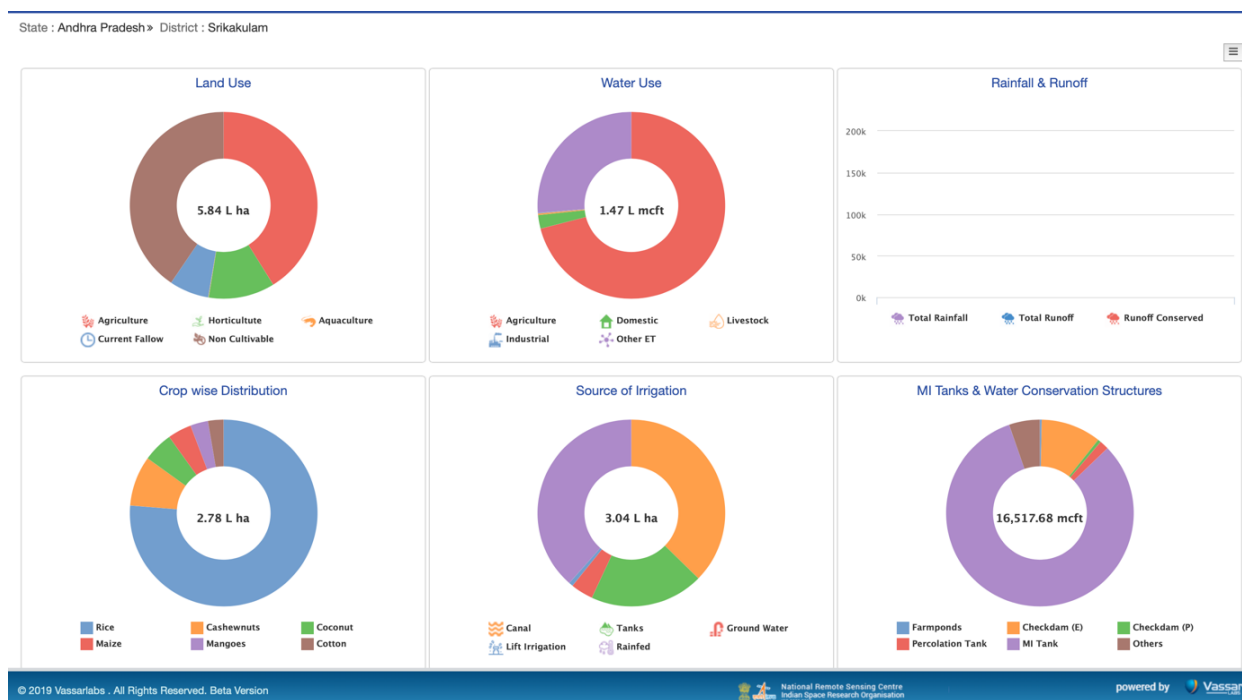 State : Andhra Pradesh» District : Srikakulam
Land Use
5.84 L ha
Agriculture Horticultute Aquaculture
Current Fallow Non Cultivable
Water Use
1.47 L mcft
Agriculture Domestic Livestock
Industrial Other ET
Rainfall & Runoff
200k
150k
100k
50k
0k
Total Rainfall Total Runoff Runoff Conserved
Crop wise Distribution
2.78 L ha
Rice Cashewnuts Coconut
Maize Mangoes Cotton
Source of Irrigation
3.04 L ha
Canal Tanks Ground Water
Lift Irrigation Rainfed
MI Tanks & Water Conservation Structures
16,517.68 mcft
Farmponds Checkdam (E) Checkdam (P)
Percolation Tank MI Tank Others
© 2019 Vassarlabs . All Rights Reserved. Beta Version
National Remote Sensing Centre
Indian Space Research Organisation
powered by Vassar